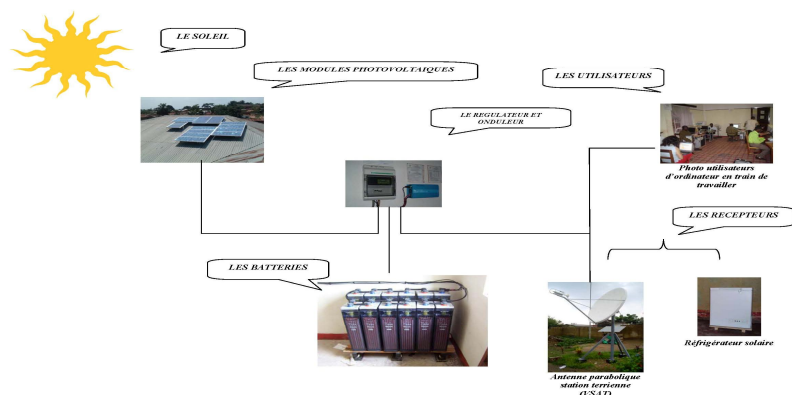 LE SOLEIL
LES MODULES PHOTOVOLTAIQUES
LES UTILISATEURS
LE REGULATEUR ET
ONDULEUR
Photo utilisateurs
d'ordinateur en train de
travailler
LES RECEPTEURS
LES BATTERIES
Réfrigérateur solaire
Antenne parabolique
station terrienne
(VSAT)